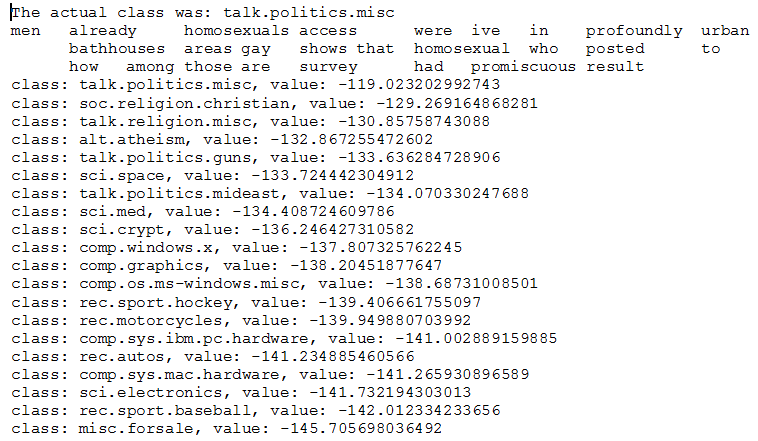 The actual class was: talk.politics.misc
men already homosexuals access were ive in profoundly urban
bathhouses areas gay shows that homosexual who posted to
how among those are survey had promiscuous result
class: talk.politics.misc, value: -119.023202992743
class: soc.religion.christian, value: -129.269164868281
class: talk.religion.misc, value: -130.85758743088
class: alt.atheism, value: -132.867255472602
class: talk.politics.guns, value: -133.636284728906
class: sci.space, value: -133.724442304912
class: talk.politics.mideast, value: -134.070330247688
class: sci.med, value: -134.408724609786
class: sci.crypt, value: -136.246427310582
class: comp.windows.x, value: -137.807325762245
class: comp.graphics, value: -138.20451877647
class: comp.os.ms-windows.misc, value: -138.68731008501
class: rec.sport.hockey, value: -139.406661755097
class: rec.motorcycles, value: -139.949880703992
class: comp.sys.ibm.pc.hardware, value: -141.002889159885
class: rec.autos, value: -141.234885460566
class: comp.sys.mac.hardware, value: -141.265930896589
class: sci.electronics, value: -141.732194303013
class: rec.sport.baseball, value: -142.012334233656
class: misc.forsale, value: -145.705698036492